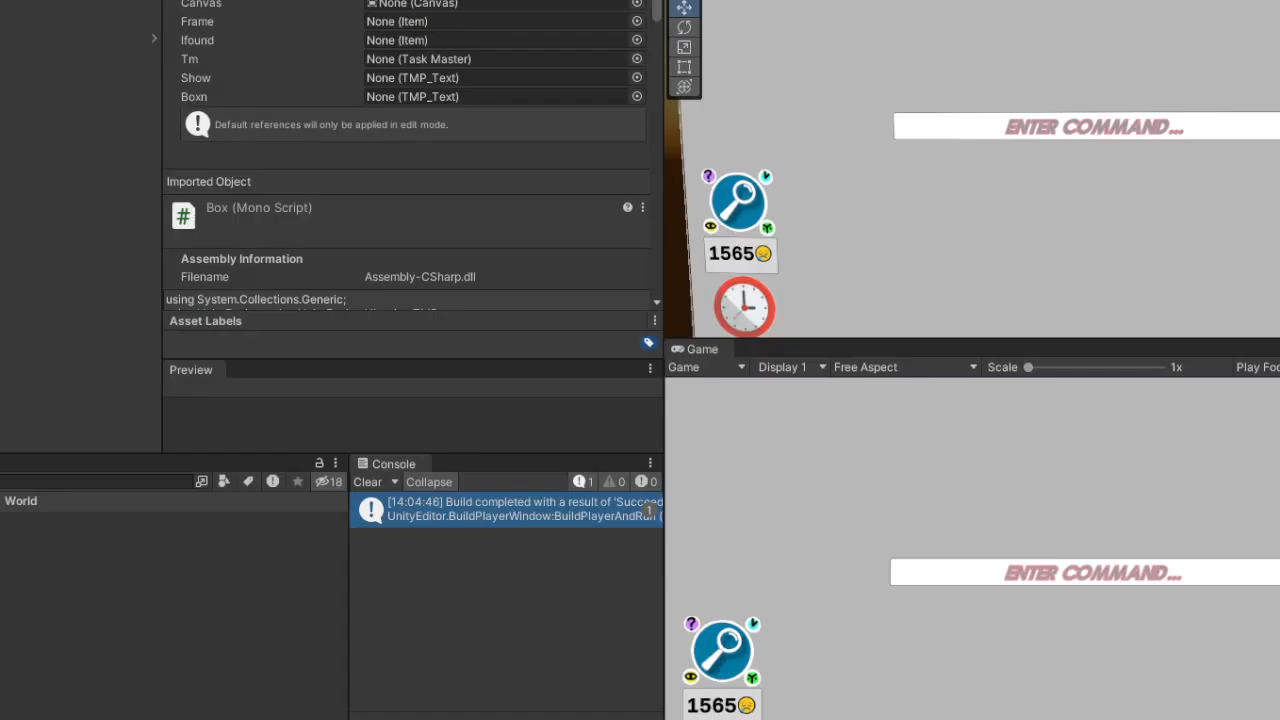 Canvas
None (Canvas)
Frame
None (Item)
Ifound
None (Item)
Tm
None (Task Master)
Show
None (TMP_Text)
Boxn
None (TMP_Text)
Default references will only be applied in edit mode.
Imported Object
Box (Mono Script)
Assembly Information
Filename
Assembly-CSharp.dll
using System.Collections.Generic;
Asset Labels
Preview
18
World
Console
Clear
Collapse
1
0
0
[14:04:46] Build completed with a result of 'Succeed
UnityEditor.BuildPlayerWindow:BuildPlayerAndRun (
1
ENTER COMMAND...
?
1565
Game
Game
Display 1
Free Aspect
Scale
1x
Play Foc
ENTER COMMAND...
?
1565